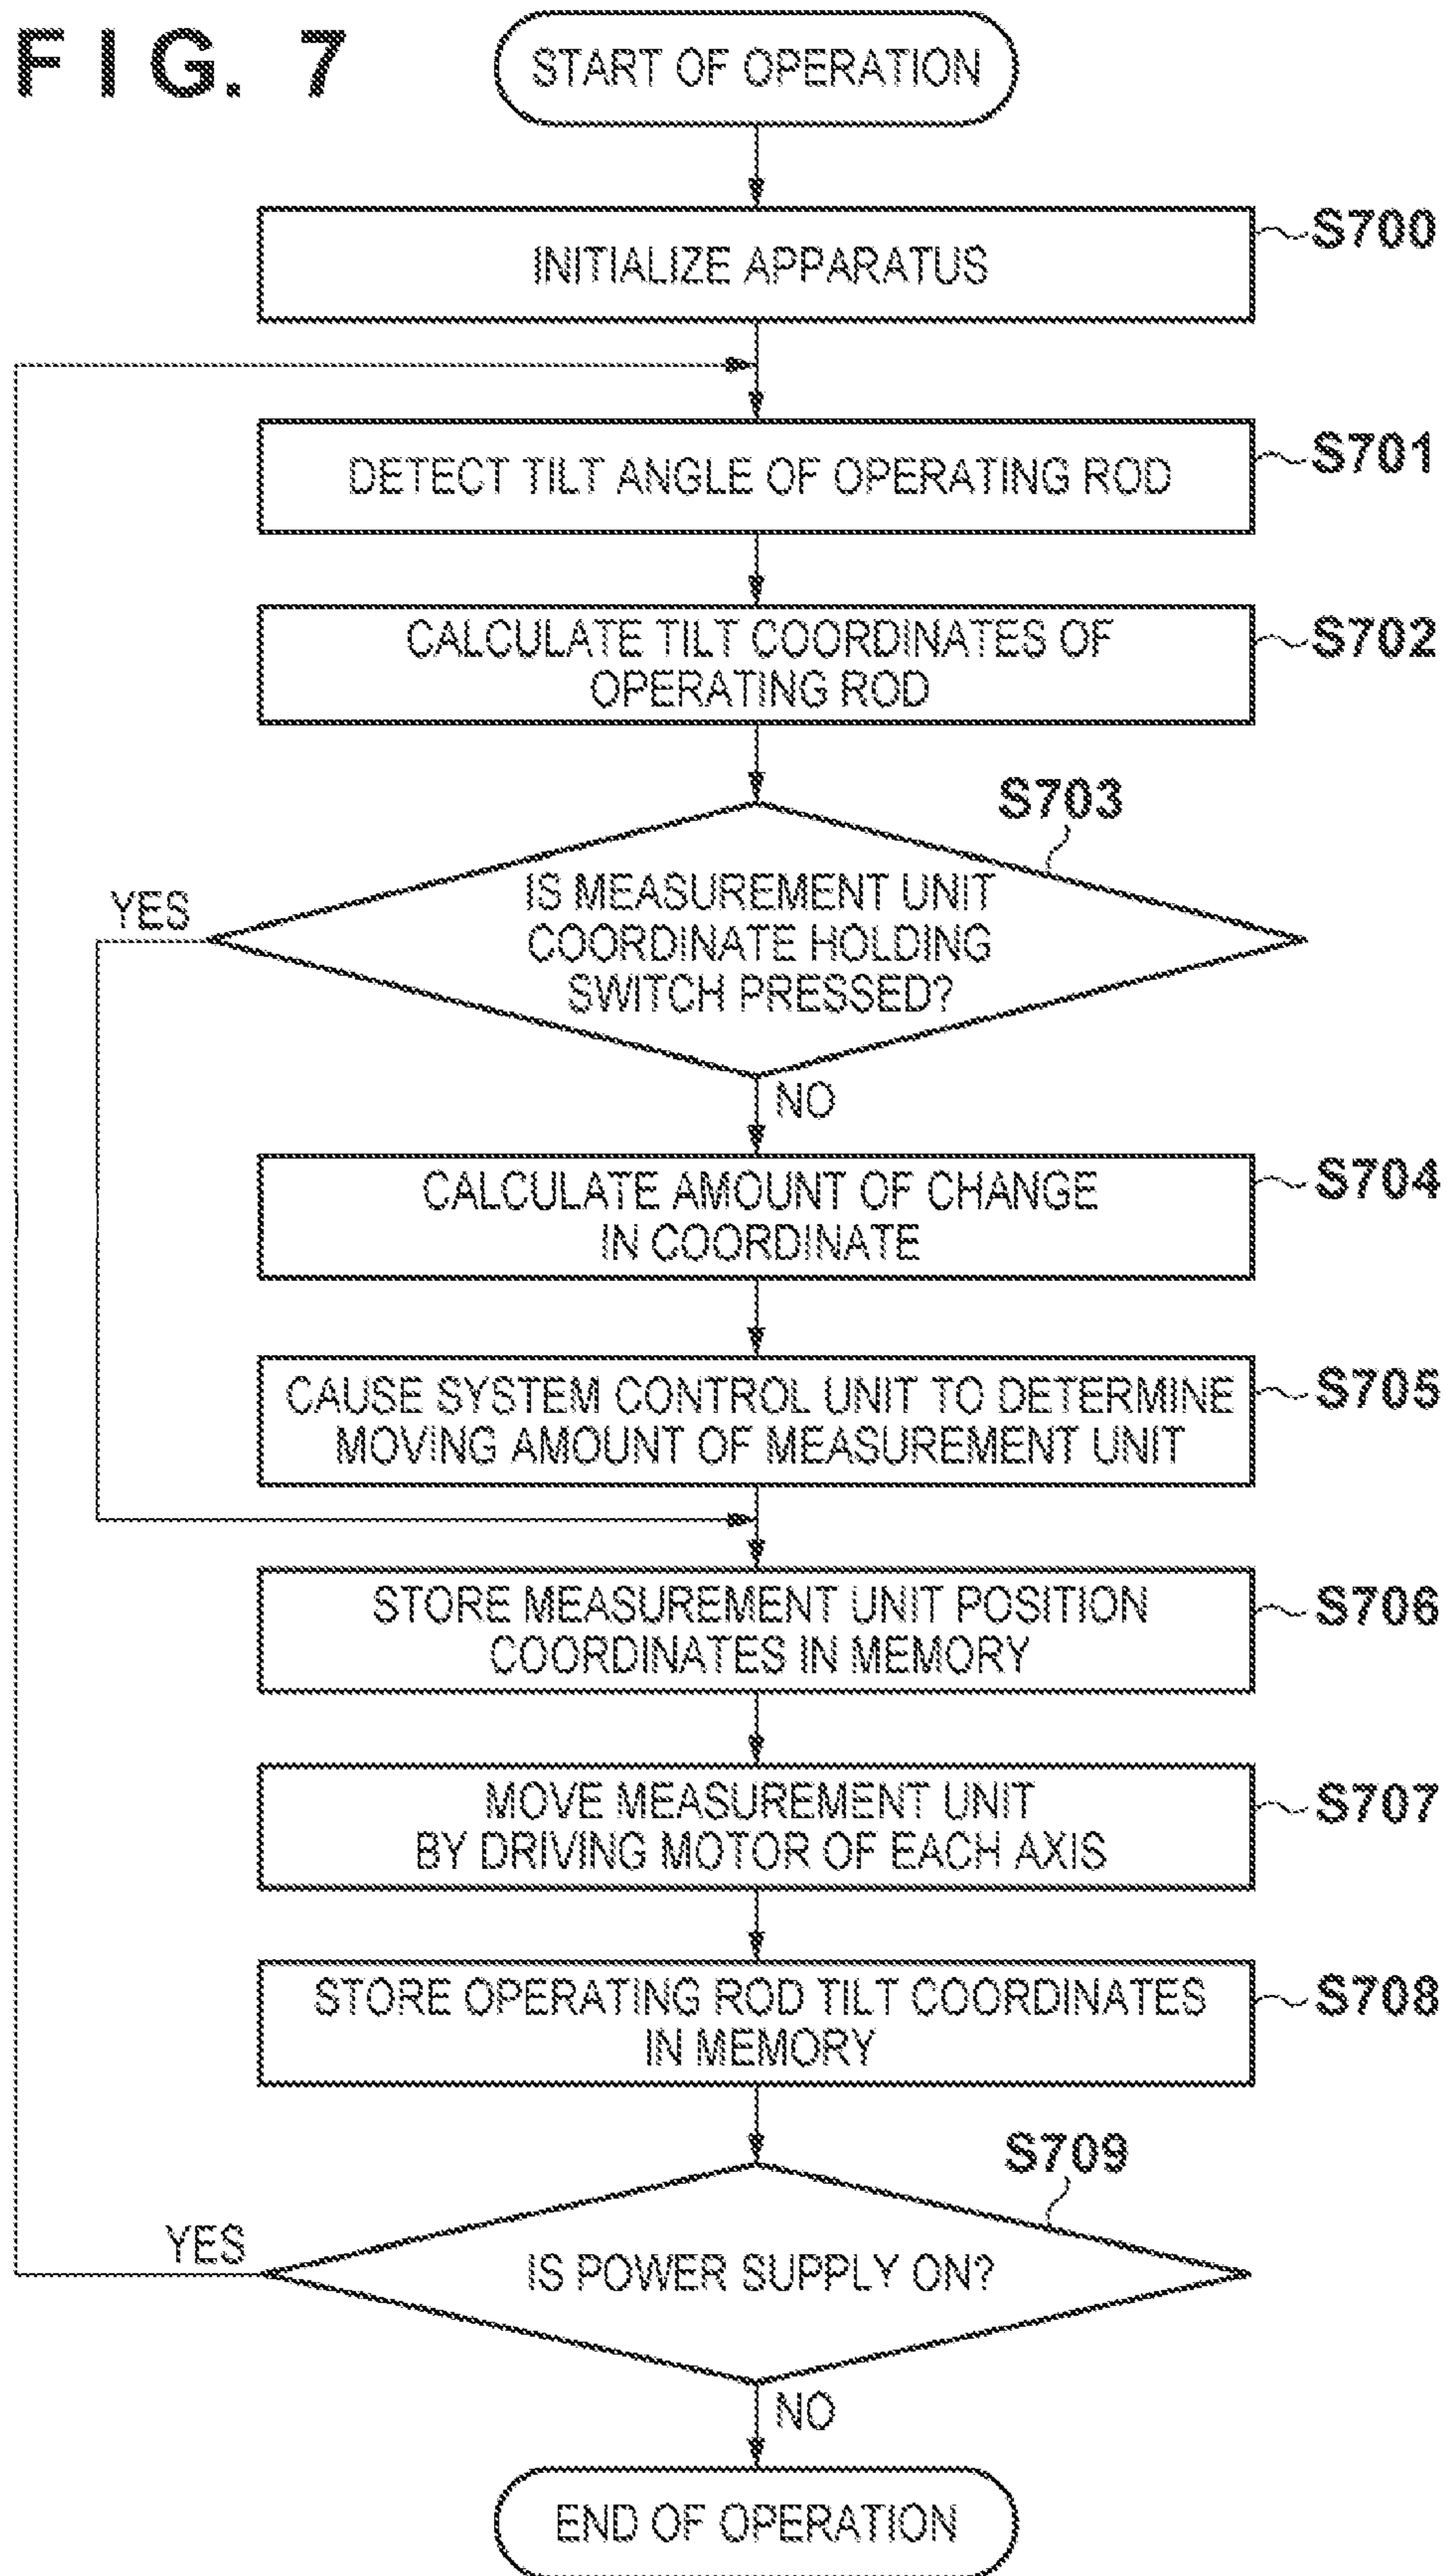 FIG. 7
START OF OPERATION
INITIALIZE APPARATUS
S700
DETECT TILT ANGLE OF OPERATING ROD
S701
CALCULATE TILT COORDINATES OF
OPERATING ROD
S702
S703
IS MEASUREMENT UNIT
COORDINATE HOLDING
SWITCH PRESSED?
YES
NO
CALCULATE AMOUNT OF CHANGE
IN COORDINATE
S704
CAUSE SYSTEM CONTROL UNIT TO DETERMINE
MOVING AMOUNT OF MEASUREMENT UNIT
S705
STORE MEASUREMENT UNIT POSITION
COORDINATES IN MEMORY
S706
MOVE MEASUREMENT UNIT
BY DRIVING MOTOR OF EACH AXIS
S707
STORE OPERATING ROD TILT COORDINATES
IN MEMORY
S708
S709
IS POWER SUPPLY ON?
YES
NO
END OF OPERATION